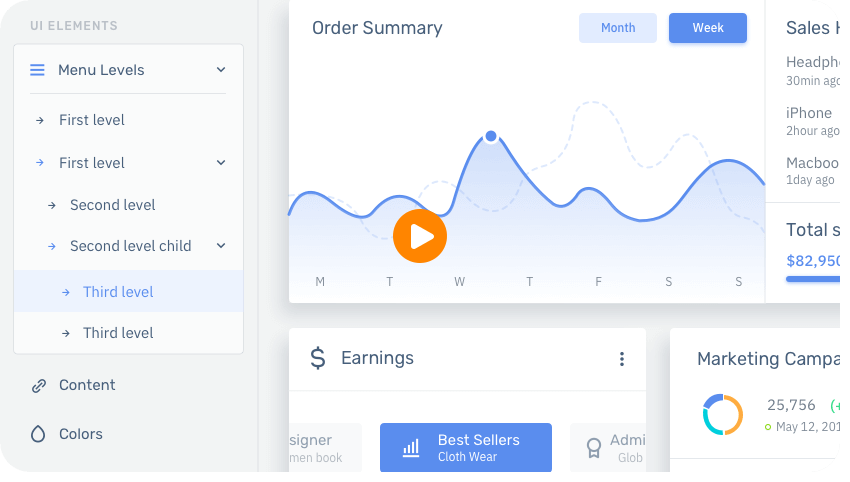 UI ELEMENTS
Menu Levels
First level
First level
Second level
Second level child
Third level
Third level
Content
Colors
Order Summary
Month
Week
M T W T F S S
Sales
Headph
30min ago
iPhone
2hour ago
Macboo
1day ago
Total s
$82,950
Earnings
signer
men book
Best Sellers
Cloth Wear
Admi
Glob
Marketing Campa
25,756 (+
May 12, 201